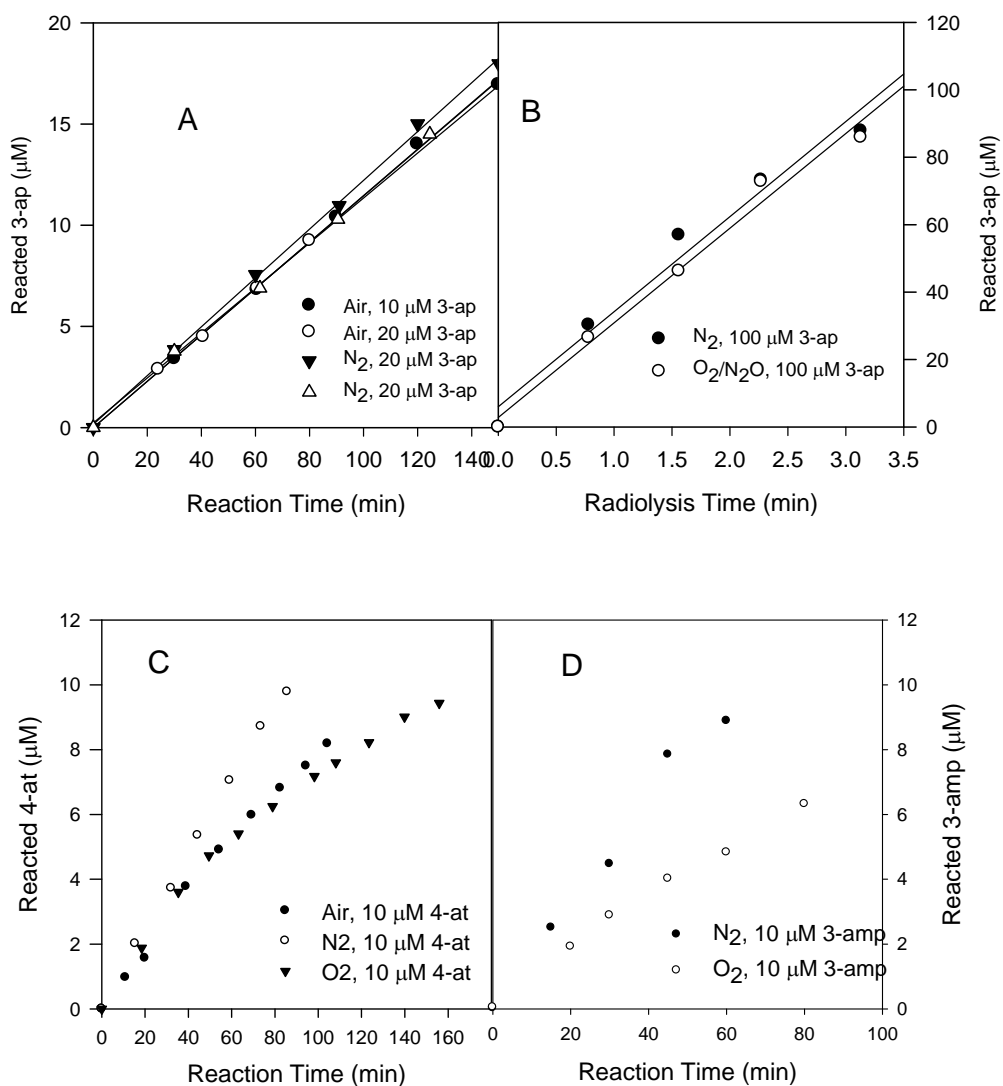 20
15
10
5
0
Reacted 3-ap (µM)
A
Air, 10 µM 3-ap
Air, 20 µM 3-ap
N2, 20 µM 3-ap
N2, 20 µM 3-ap
0 20 40 60 80 100 120 140
Reaction Time (min)
120
100
80
60
40
20
0
Reacted 3-ap (µM)
B
N2, 100 µM 3-ap
O2/N2O, 100 µM 3-ap
0.0 0.5 1.0 1.5 2.0 2.5 3.0 3.5
Radiolysis Time (min)
12
10
8
6
4
2
0
Reacted 4-at (µM)
C
Air, 10 µM 4-at
N2, 10 µM 4-at
O2, 10 µM 4-at
0 20 40 60 80 100 120 140 160
Reaction Time (min)
12
10
8
6
4
2
0
Reacted 3-amp (µM)
D
N2, 10 µM 3-amp
O2, 10 µM 3-amp
0 20 40 60 80 100
Reaction Time (min)